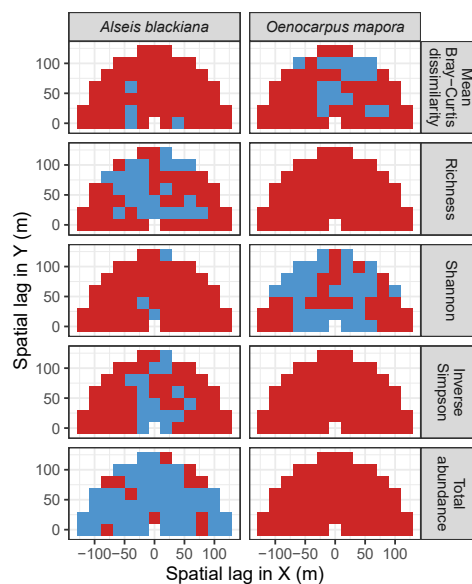 Alseis blackiana
Oenocarpus mapora
Spatial lag in Y (m)
100
50
0
Mean
Bray−Curtis
dissimilarity
100
50
0
Richness
100
50
0
Shannon
100
50
0
Inverse
Simpson
100
50
0
Total
abundance
−100 −50 0 50 100
−100 −50 0 50 100
Spatial lag in X (m)